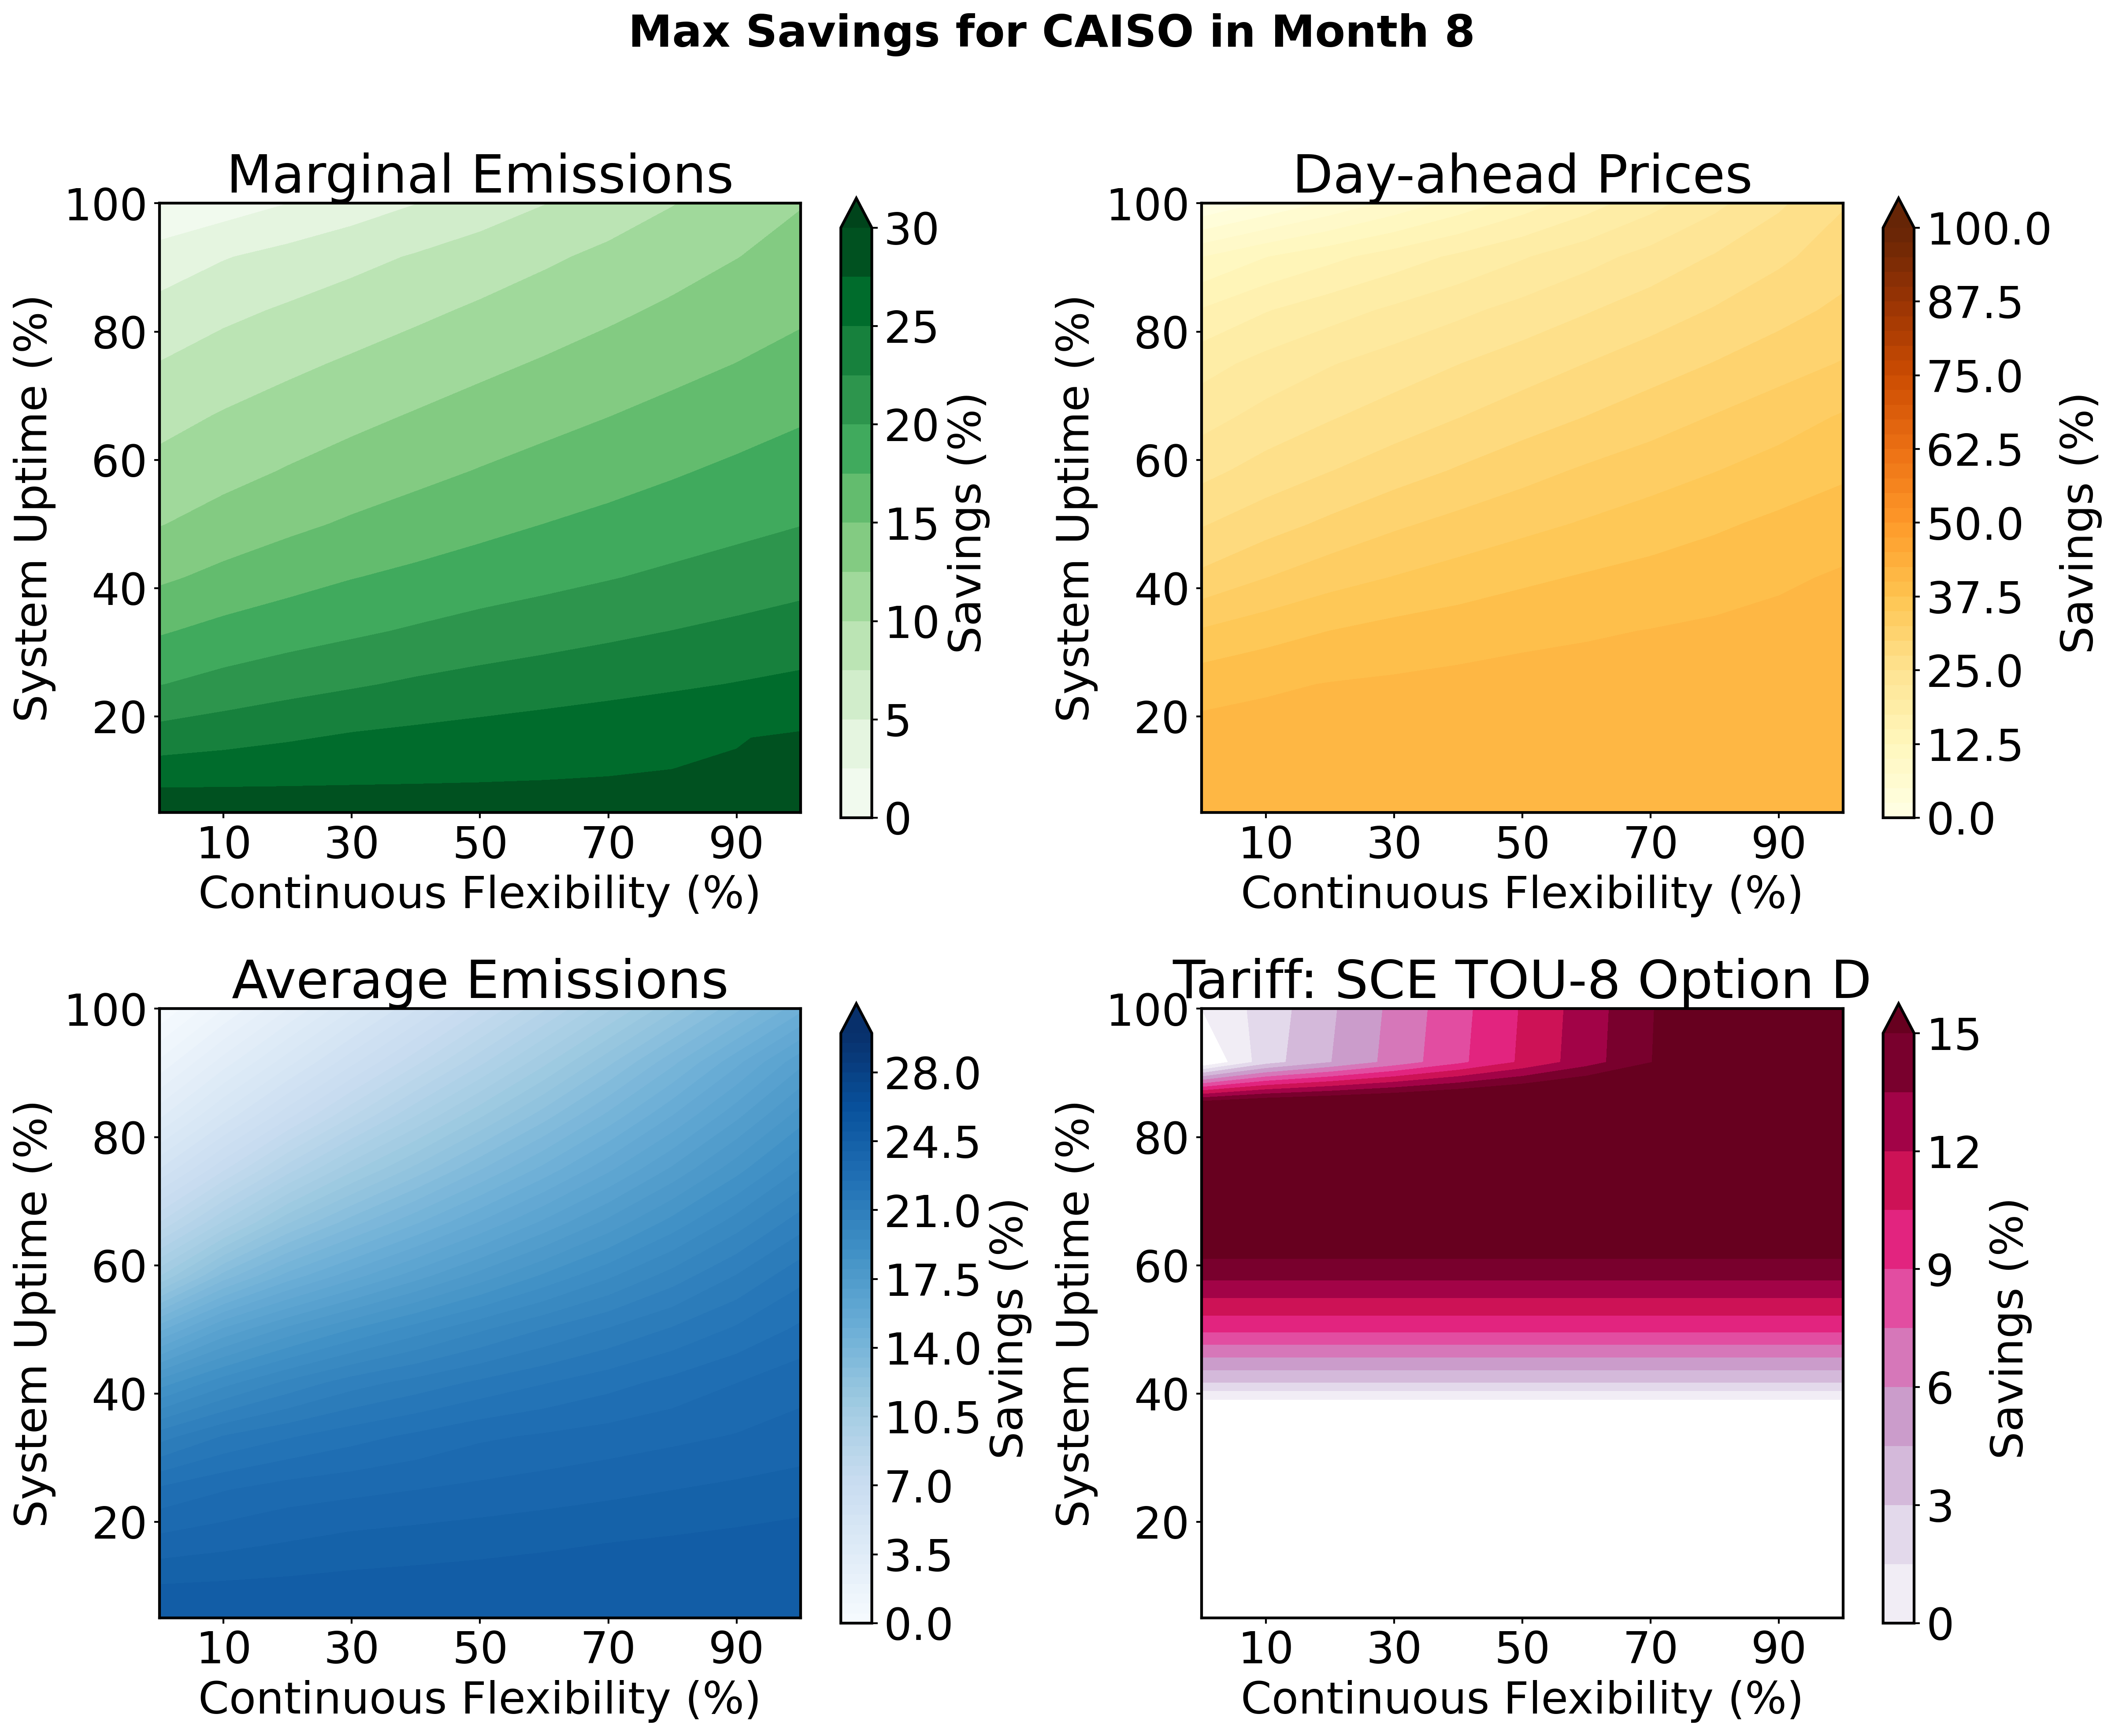 Max Savings for CAISO in Month 8
Marginal Emissions
100
80
60
40
20
System Uptime (%)
10 30 50 70 90
Continuous Flexibility (%)
30
25
20
15
10
5
0
Savings (%)
Day-ahead Prices
100
80
60
40
20
System Uptime (%)
10 30 50 70 90
Continuous Flexibility (%)
100.0
87.5
75.0
62.5
50.0
37.5
25.0
12.5
0.0
Savings (%)
Average Emissions
100
80
60
40
20
System Uptime (%)
10 30 50 70 90
Continuous Flexibility (%)
28.0
24.5
21.0
17.5
14.0
10.5
7.0
3.5
0.0
Savings (%)
Tariff: SCE TOU-8 Option D
100
80
60
40
20
System Uptime (%)
10 30 50 70 90
Continuous Flexibility (%)
15
12
9
6
3
0
Savings (%)